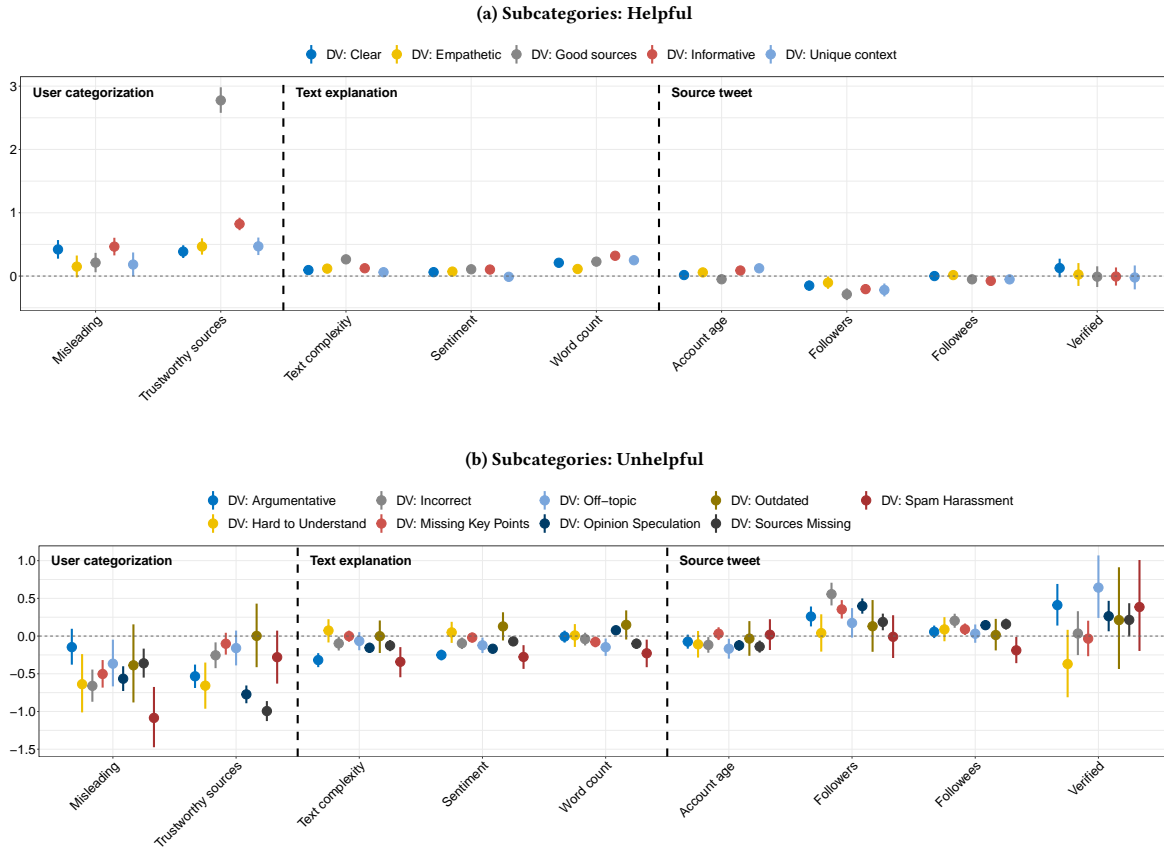 (a) Subcategories: Helpful
DV: Clear DV: Empathetic DV: Good sources DV: Informative DV: Unique context
User categorization Text explanation Source tweet
3
2
1
0
Misleading Trustworthy sources Text complexity Sentiment Word count Account age Followers Followees Verified
(b) Subcategories: Unhelpful
DV: Argumentative DV: Incorrect DV: Off−topic DV: Outdated DV: Spam Harassment
DV: Hard to Understand DV: Missing Key Points DV: Opinion Speculation DV: Sources Missing
User categorization Text explanation Source tweet
1.0
0.5
0.0
−0.5
−1.0
−1.5
Misleading Trustworthy sources Text complexity Sentiment Word count Account age Followers Followees Verified